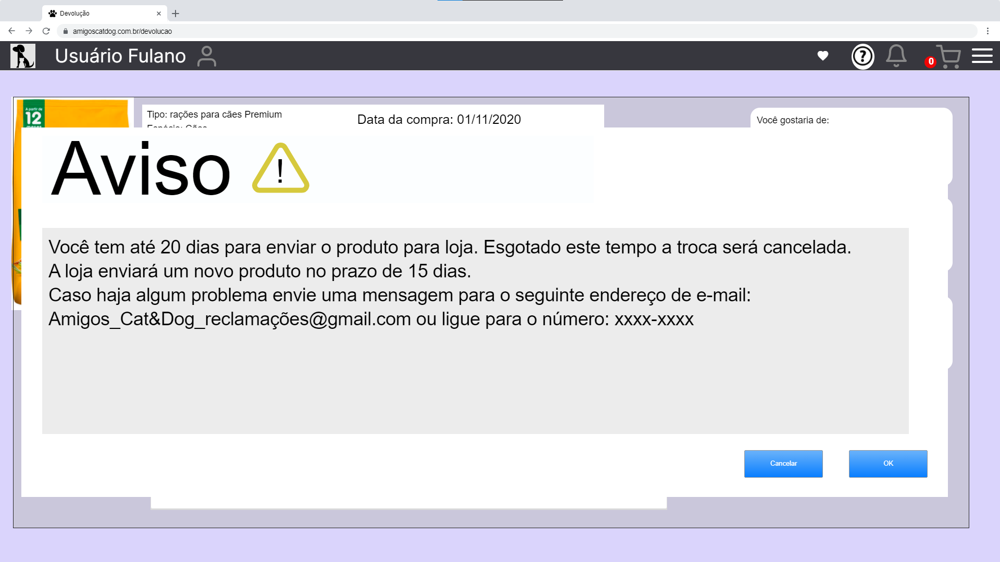 Devolução
amigoscatdog.com.br/devolucao
Usuário Fulano
?
0
A partir de
12
meses
Tipo: rações para cães Premium
Espécie: Cães
Data da compra: 01/11/2020
Você gostaria de:
Aviso !
Você tem até 20 dias para enviar o produto para loja. Esgotado este tempo a troca será cancelada.
A loja enviará um novo produto no prazo de 15 dias.
Caso haja algum problema envie uma mensagem para o seguinte endereço de e-mail:
Amigos_Cat&Dog_reclamações@gmail.com ou ligue para o número: xxxx-xxxx
Cancelar
OK